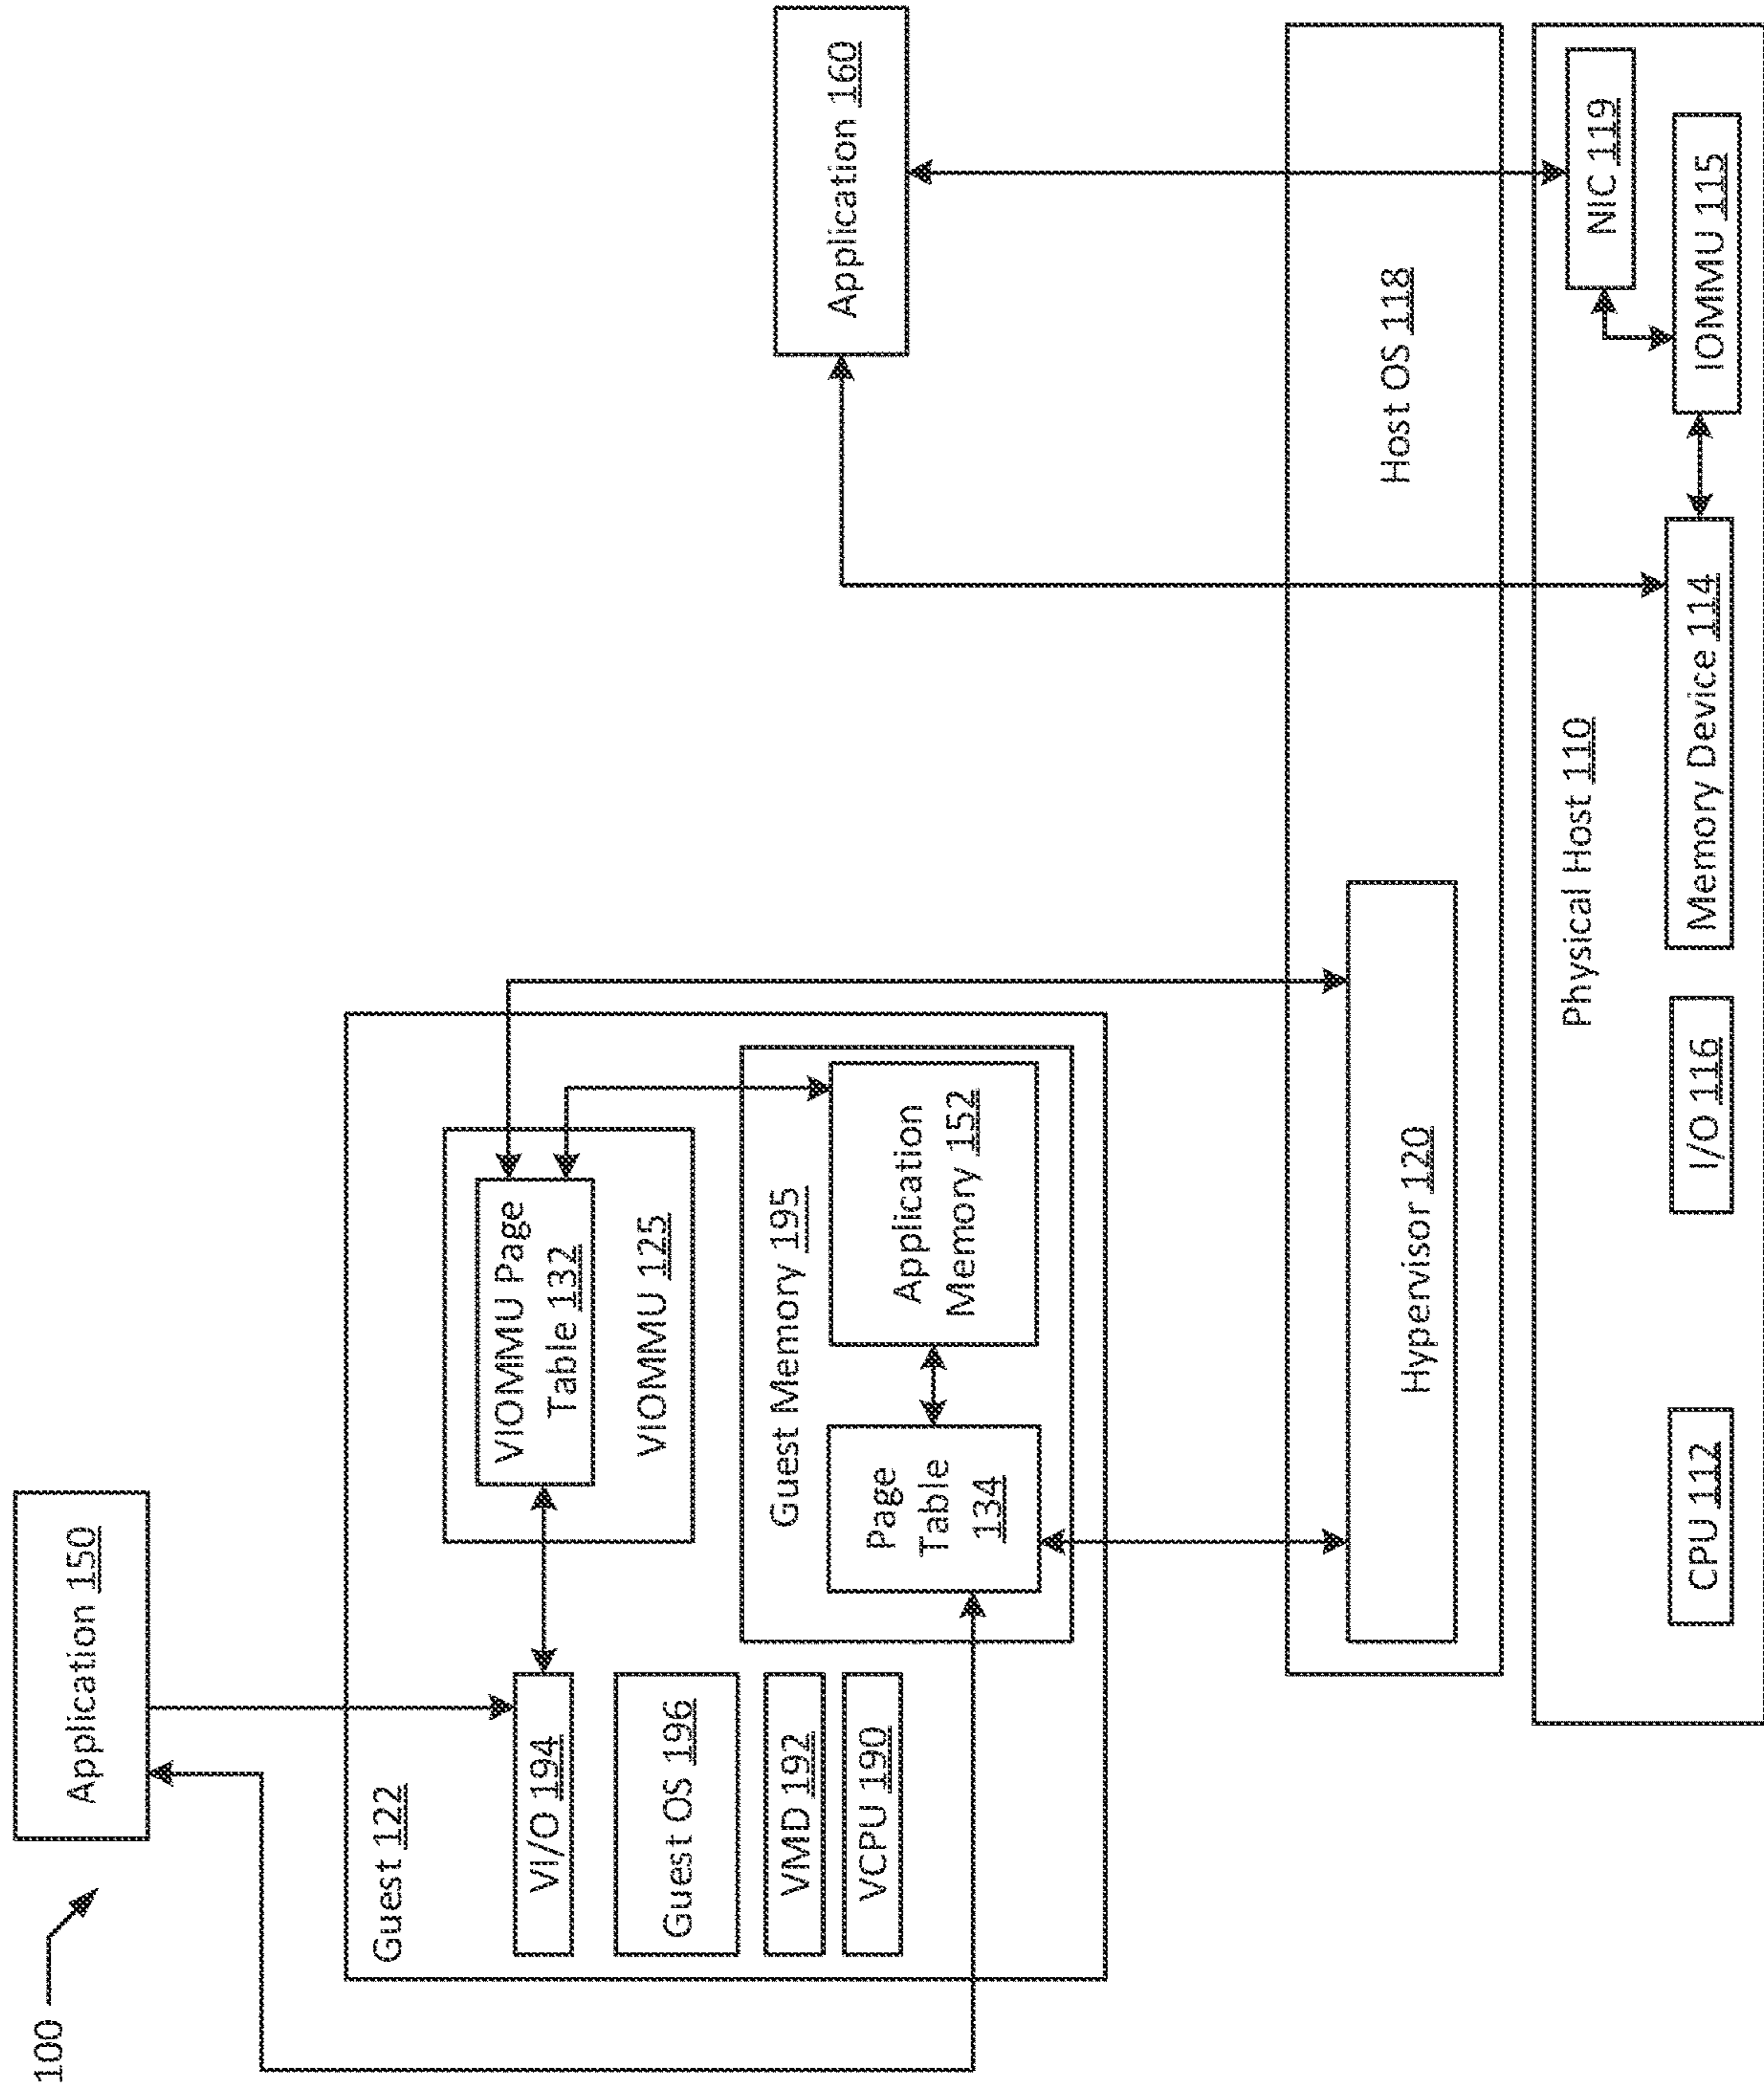 100
Application 150
Guest 122
VI/O 194
Guest OS 196
VMD 192
VCPU 190
VIOMMU Page
Table 132
VIOMMU 125
Guest Memory 195
Page
Table
134
Application
Memory 152
Application 160
Hypervisor 120
Host OS 118
Physical Host 110
CPU 112
I/O 116
Memory Device 114
NIC 119
IOMMU 115